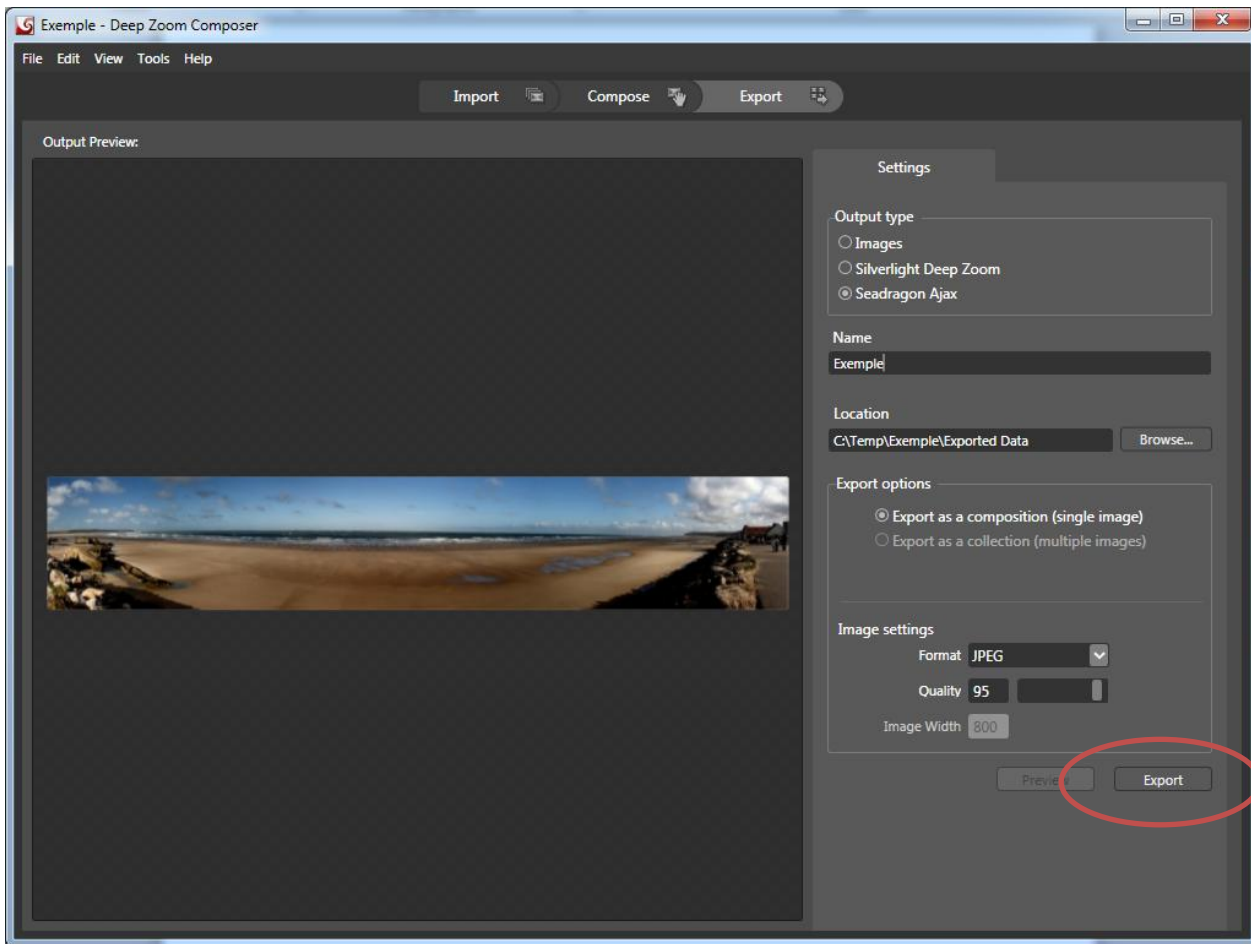 Exemple - Deep Zoom Composer
File Edit View Tools Help
Import Compose Export
Output Preview:
Settings
Output type
Images
Silverlight Deep Zoom
Seadragon Ajax
Name
Exemple
Location
C:\Temp\Exemple\Exported Data Browse...
Export options
Export as a composition (single image)
Export as a collection (multiple images)
Image settings
Format JPEG
Quality 95
Image Width 800
Preview Export